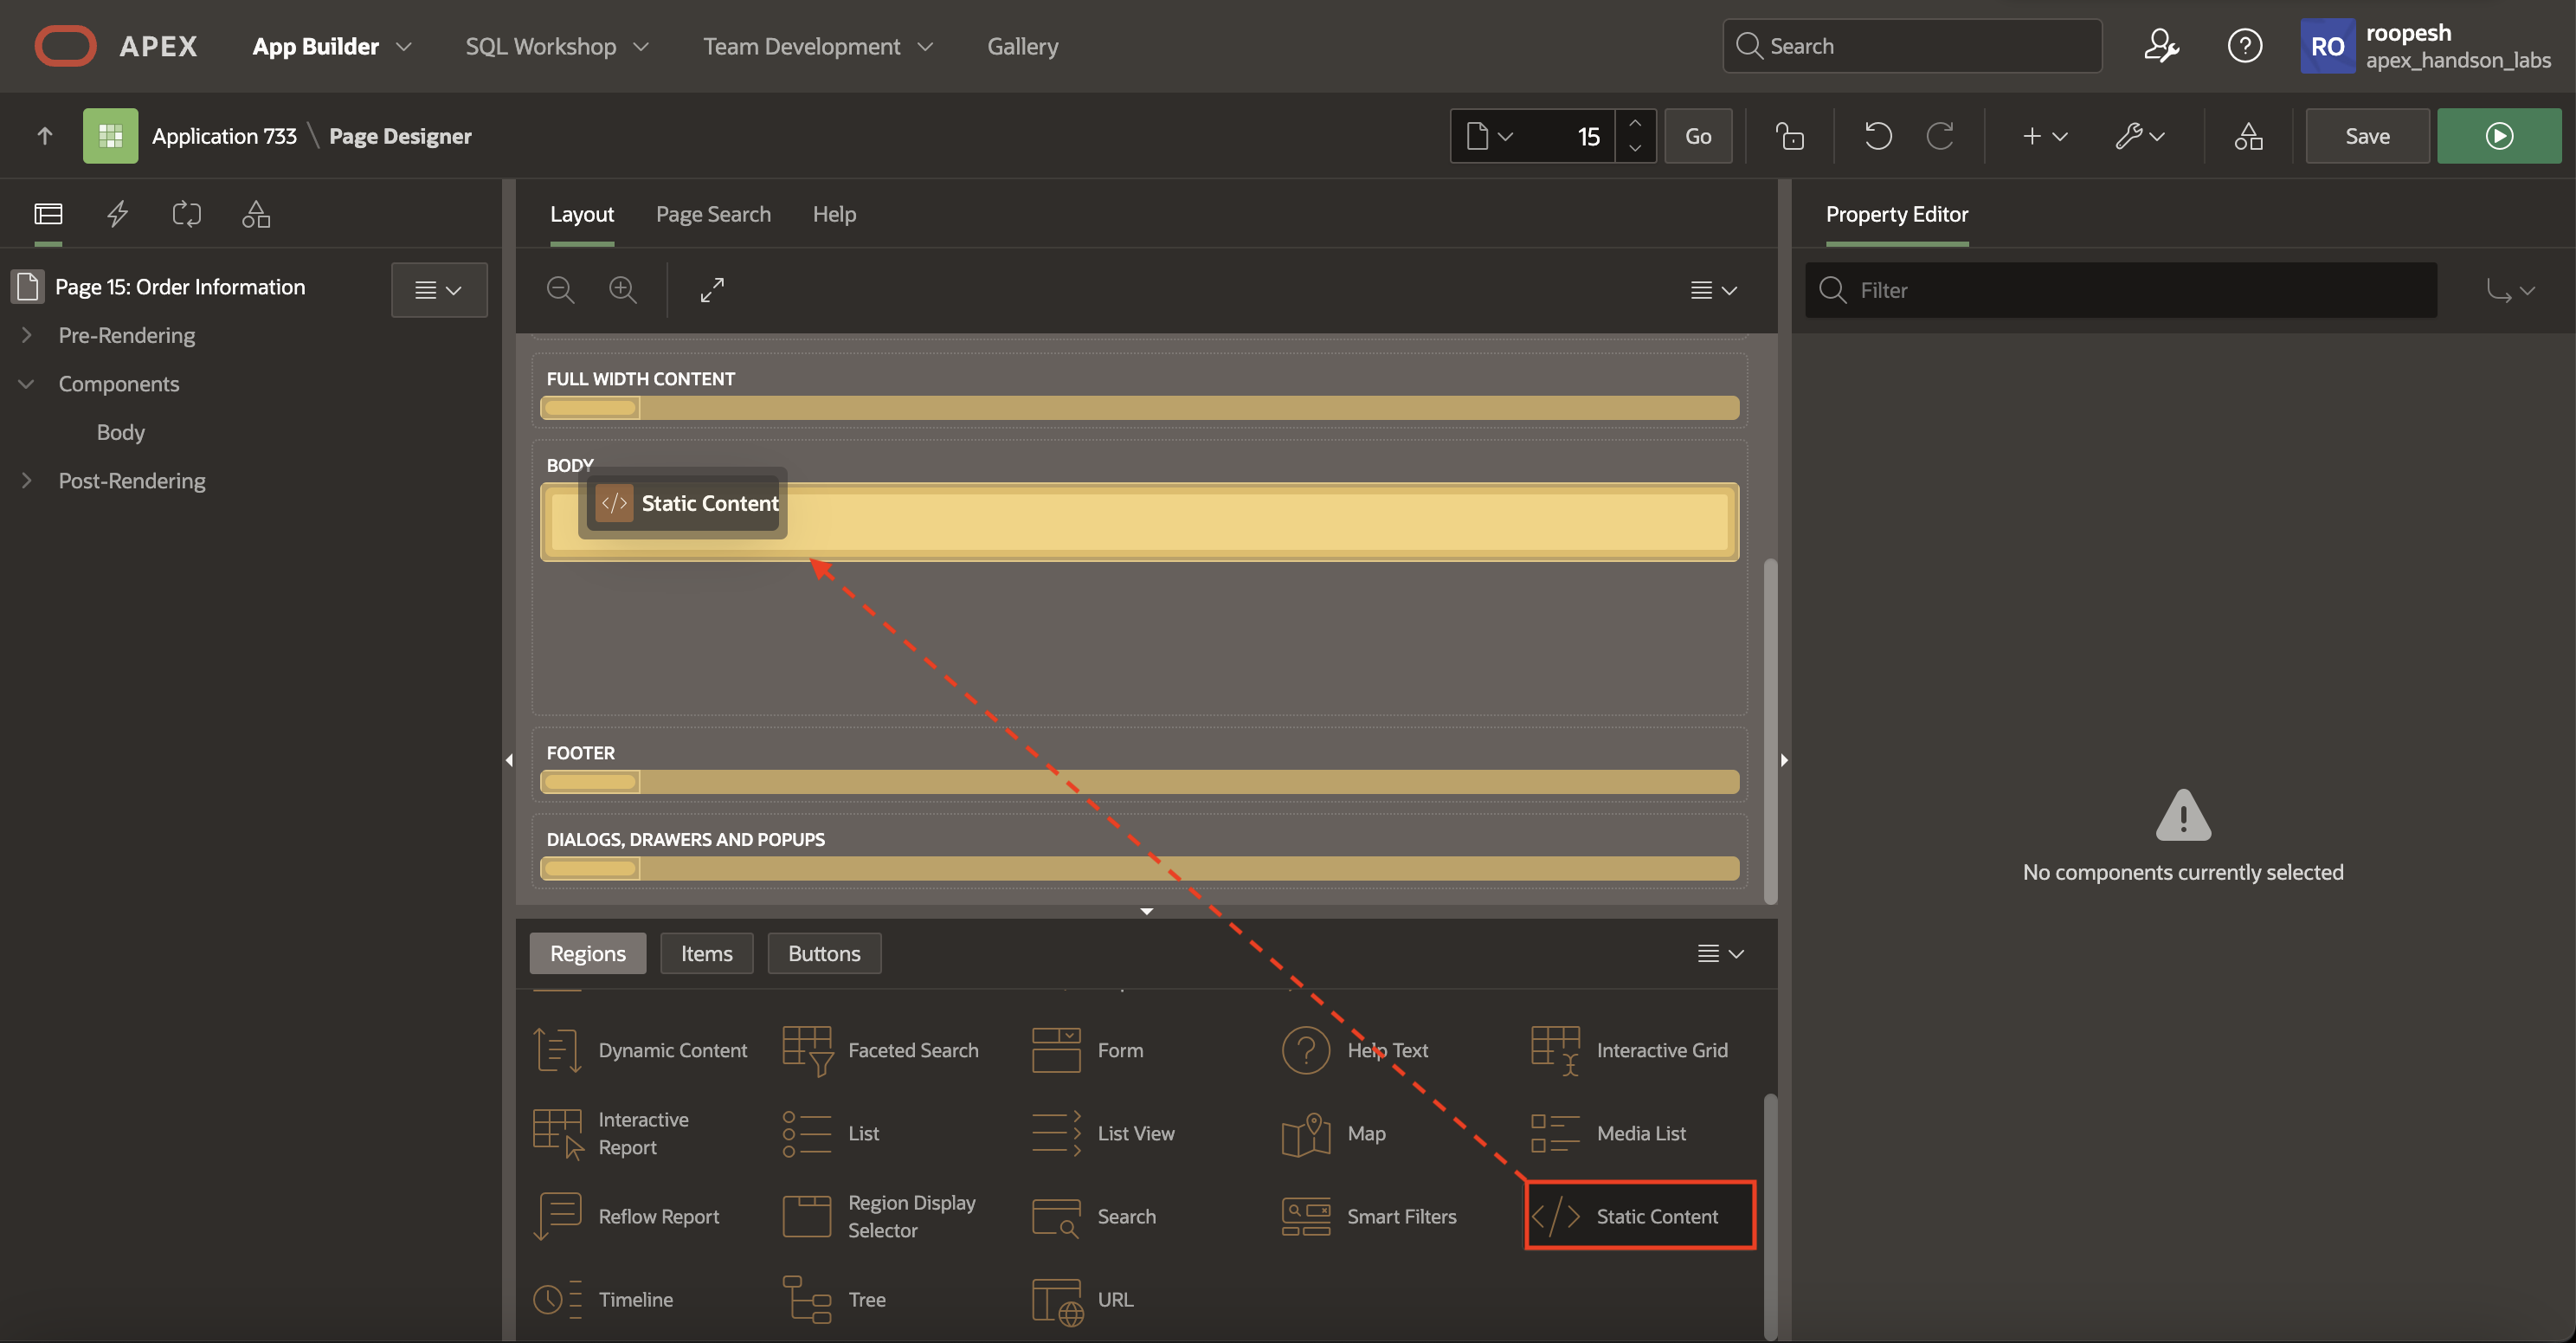 APEX
App Builder
SQL Workshop
Team Development
Gallery
Search
RO
roopesh
apex_handson_labs
Application 733 \ Page Designer
15
Go
Save
Layout
Page Search
Help
Property Editor
Page 15: Order Information
Pre-Rendering
Components
Body
Post-Rendering
Filter
FULL WIDTH CONTENT
BODY
</> Static Content
FOOTER
DIALOGS, DRAWERS AND POPUPS
No components currently selected
Regions
Items
Buttons
Dynamic Content
Faceted Search
Form
Help Text
Interactive Grid
Interactive
Report
List
List View
Map
Media List
Reflow Report
Region Display
Selector
Search
Smart Filters
</> Static Content
Timeline
Tree
URL